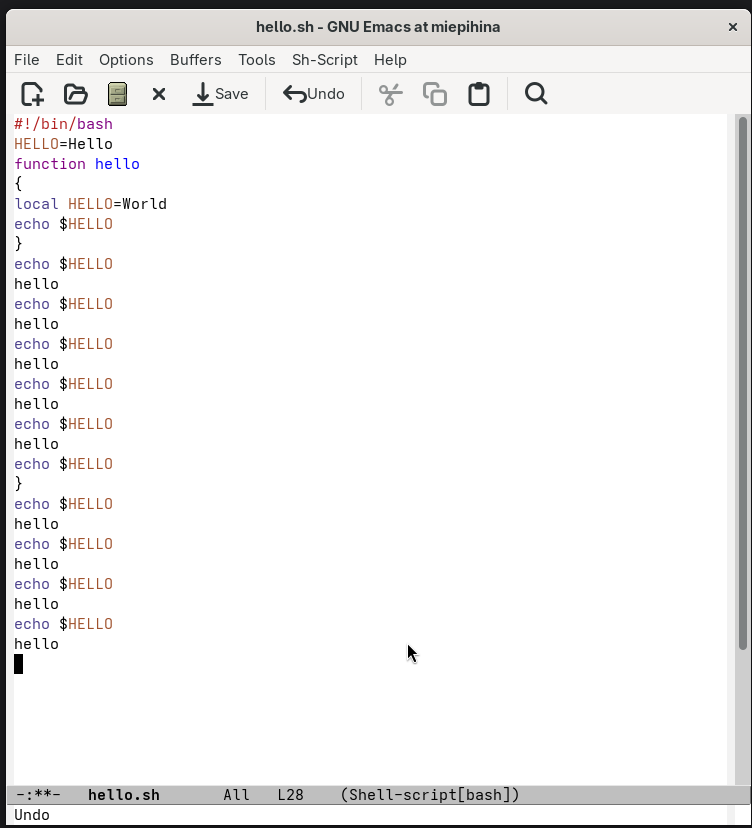 hello.sh - GNU Emacs at miepihina
File Edit Options Buffers Tools Sh-Script Help
Save Undo
#!/bin/bash
HELLO=Hello
function hello
{
local HELLO=World
echo $HELLO
}
echo $HELLO
hello
echo $HELLO
hello
echo $HELLO
hello
echo $HELLO
hello
echo $HELLO
hello
echo $HELLO
}
echo $HELLO
hello
echo $HELLO
hello
echo $HELLO
hello
echo $HELLO
hello
-:**- hello.sh All L28 (Shell-script[bash])
Undo